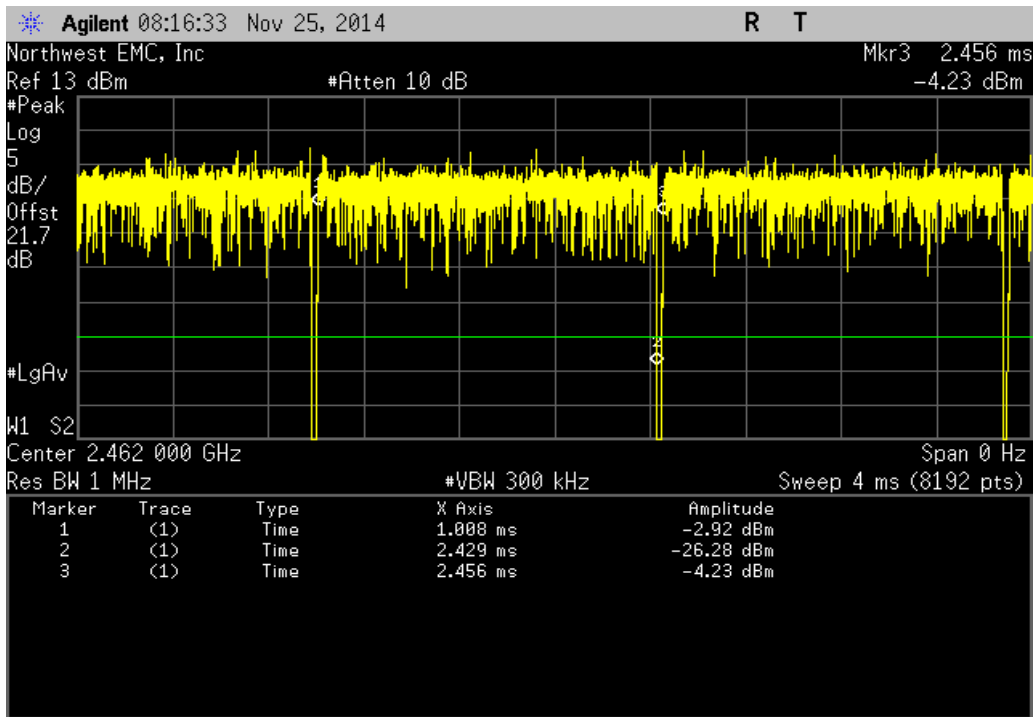 Agilent 08:16:33 Nov 25, 2014 R T
Northwest EMC, Inc Mkr3 2.456 ms
Ref 13 dBm #Atten 10 dB -4.23 dBm
#Peak
Log
5
dB/
Offst
21.7
dB
1
3
2
#LgAv
W1 S2
Center 2.462 000 GHz Span 0 Hz
Res BW 1 MHz #VBW 300 kHz Sweep 4 ms (8192 pts)
Marker Trace Type X Axis Amplitude
1 (1) Time 1.008 ms -2.92 dBm
2 (1) Time 2.429 ms -26.28 dBm
3 (1) Time 2.456 ms -4.23 dBm